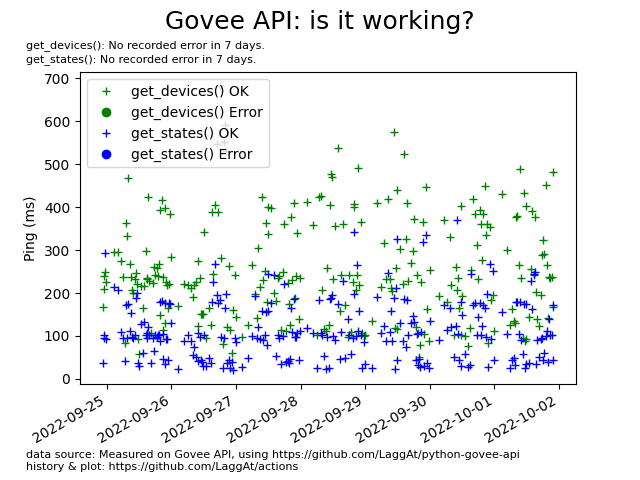 Govee API: is it working?
get_devices(): No recorded error in 7 days.
get_states(): No recorded error in 7 days.
700
600
500
400
300
200
100
0
Ping (ms)
get_devices() OK
get_devices() Error
get_states() OK
get_states() Error
2022-09-25
2022-09-26
2022-09-27
2022-09-28
2022-09-29
2022-09-30
2022-10-01
2022-10-02
data source: Measured on Govee API, using https://github.com/LaggAt/python-govee-api
history & plot: https://github.com/LaggAt/actions